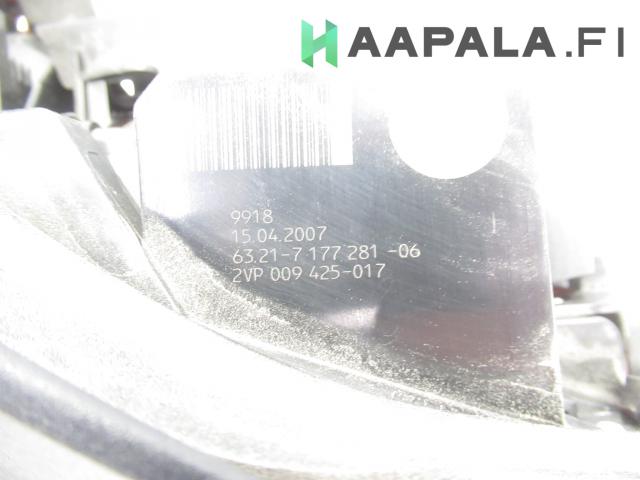 HAAPALA.FI
9918
15.04.2007
63.21-7 177 281-06
2VP 009 425-017